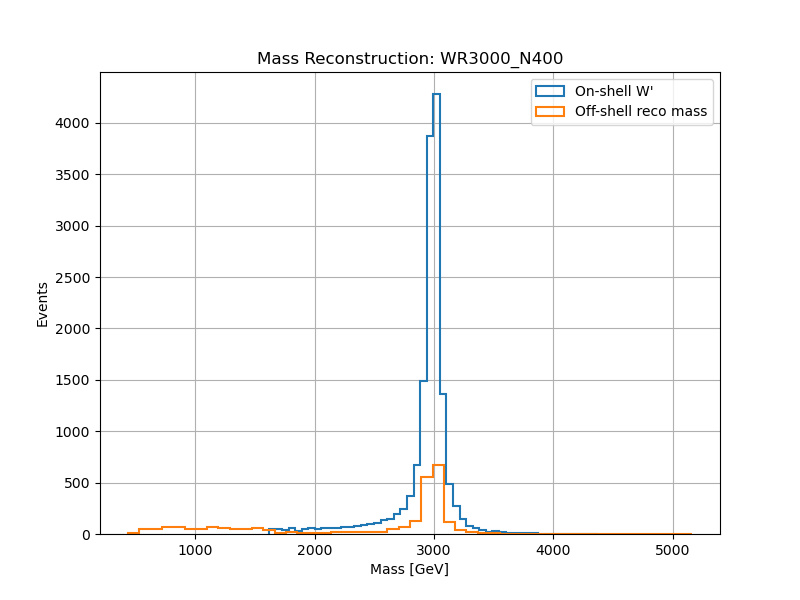 Mass Reconstruction: WR3000_N400
On-shell W'
Off-shell reco mass
4000
3500
3000
2500
2000
1500
1000
500
0
Events
1000
2000
3000
4000
5000
Mass [GeV]